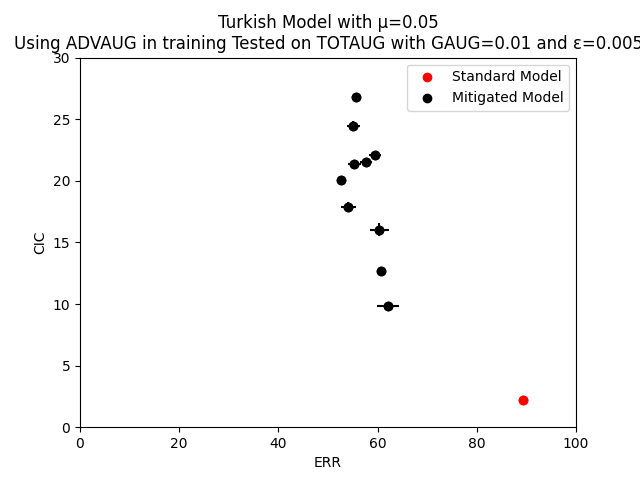 Turkish Model with μ=0.05
Using ADVAUG in training Tested on TOTAUG with GAUG=0.01 and ε=0.005
Standard Model
Mitigated Model
30
25
20
15
10
5
0
CIC
0 20 40 60 80 100
ERR